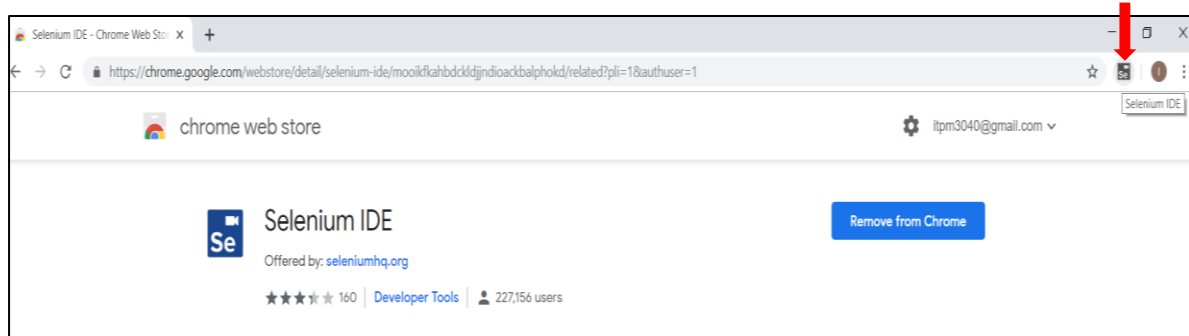 Selenium IDE - Chrome Web Sto
https://chrome.google.com/webstore/detail/selenium-ide/mooikfkahbdckldjjndioackbalphokd/related?pli=1&authuser=1
Se
I
Selenium IDE
chrome web store
itpm3040@gmail.com
Se
Selenium IDE
Remove from Chrome
Offered by: seleniumhq.org
160 Developer Tools 227,156 users